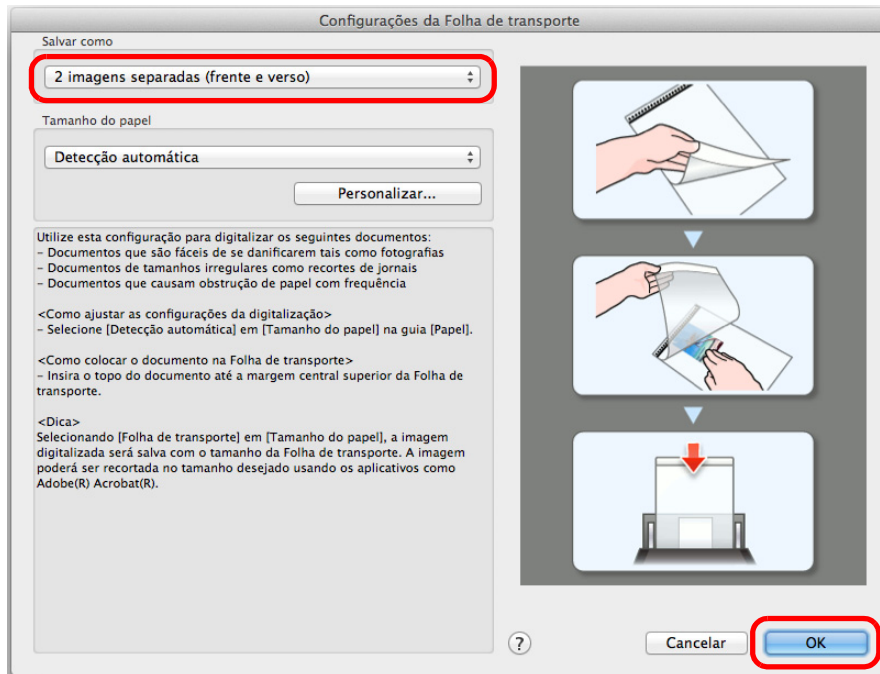 Configurações da Folha de transporte
Salvar como
2 imagens separadas (frente e verso)
Tamanho do papel
Detecção automática
Personalizar...
Utilize esta configuração para digitalizar os seguintes documentos:
– Documentos que são fáceis de se danificarem tais como fotografias
– Documentos de tamanhos irregulares como recortes de jornais
– Documentos que causam obstrução de papel com frequência
<Como ajustar as configurações da digitalização>
– Selecione [Detecção automática] em [Tamanho do papel] na guia [Papel].
<Como colocar o documento na Folha de transporte>
– Insira o topo do documento até a margem central superior da Folha de
transporte.
<Dica>
Selecionando [Folha de transporte] em [Tamanho do papel], a imagem
digitalizada será salva com o tamanho da Folha de transporte. A imagem
poderá ser recortada no tamanho desejado usando os aplicativos como
Adobe(R) Acrobat(R).
?
Cancelar
OK